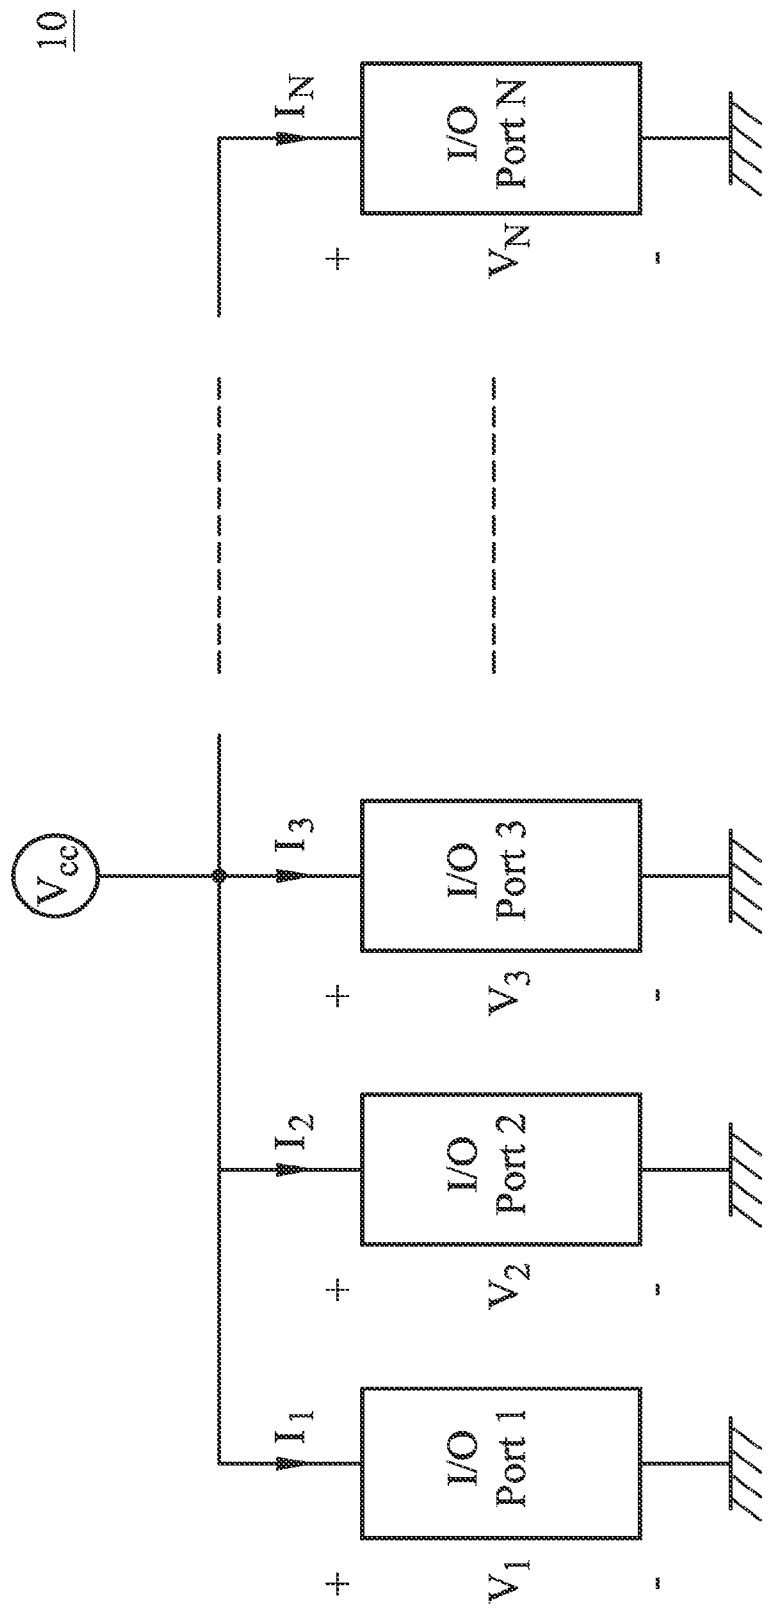 10
Vcc
I1
I2
I3
IN
+
+
+
+
V1
I/O
Port 1
V2
I/O
Port 2
V3
I/O
Port 3
VN
I/O
Port N
-
-
-
-